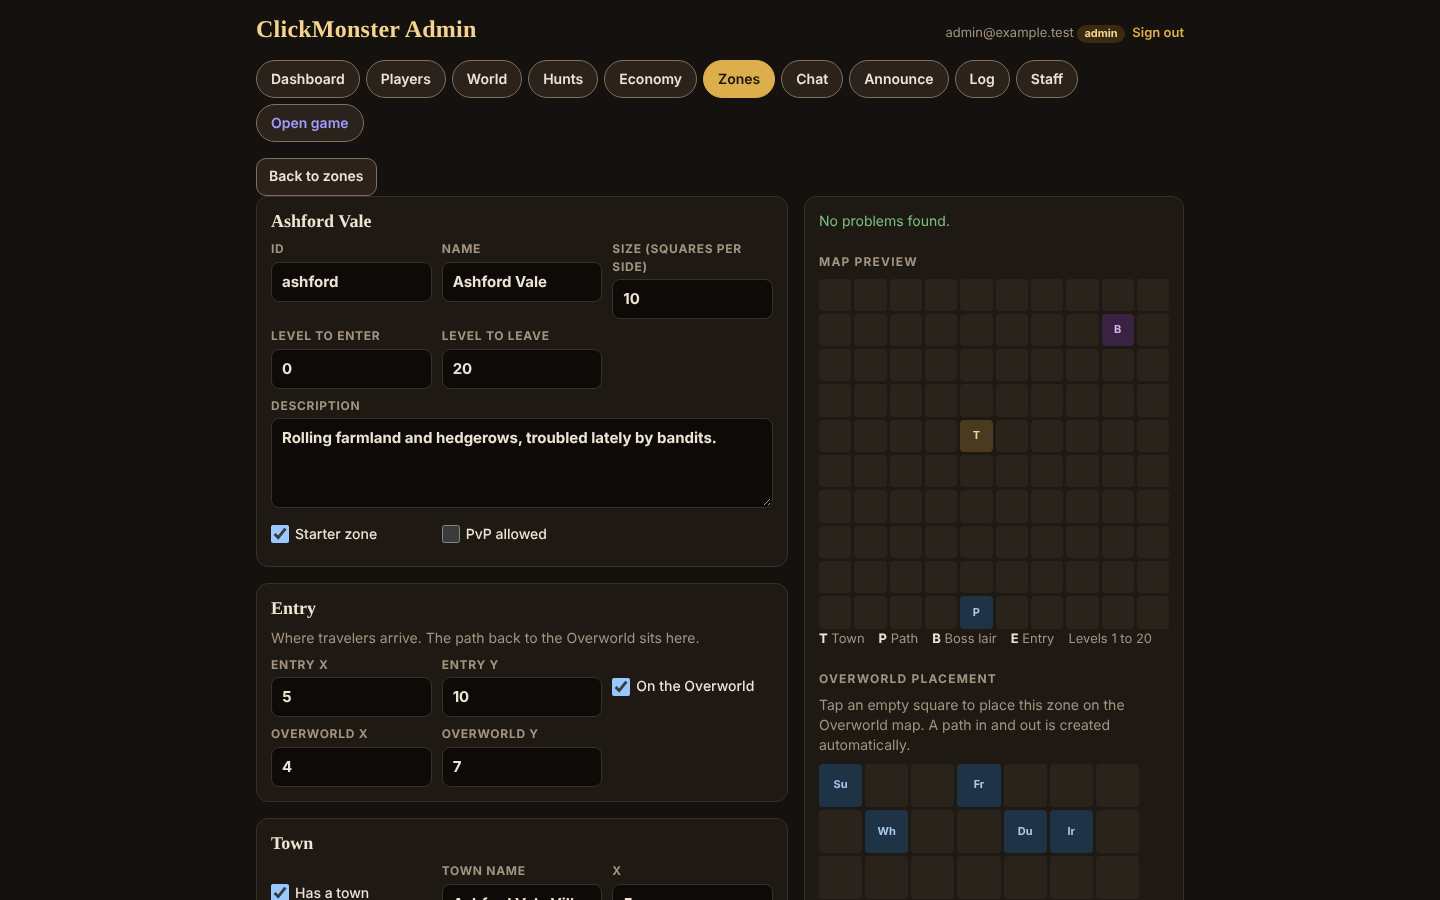 ClickMonster Admin
admin@example.test admin Sign out
Dashboard Players World Hunts Economy Zones Chat Announce Log Staff
Open game
Back to zones
Ashford Vale
ID NAME SIZE (SQUARES PER SIDE)
ashford Ashford Vale 10
LEVEL TO ENTER LEVEL TO LEAVE
0 20
DESCRIPTION
Rolling farmland and hedgerows, troubled lately by bandits.
Starter zone PvP allowed
Entry
Where travelers arrive. The path back to the Overworld sits here.
ENTRY X ENTRY Y
5 10 On the Overworld
OVERWORLD X OVERWORLD Y
4 7
Town
TOWN NAME X
Has a town
No problems found.
MAP PREVIEW
B
T
P
T Town P Path B Boss lair E Entry Levels 1 to 20
OVERWORLD PLACEMENT
Tap an empty square to place this zone on the
Overworld map. A path in and out is created
automatically.
Su Fr
Wh Du Ir